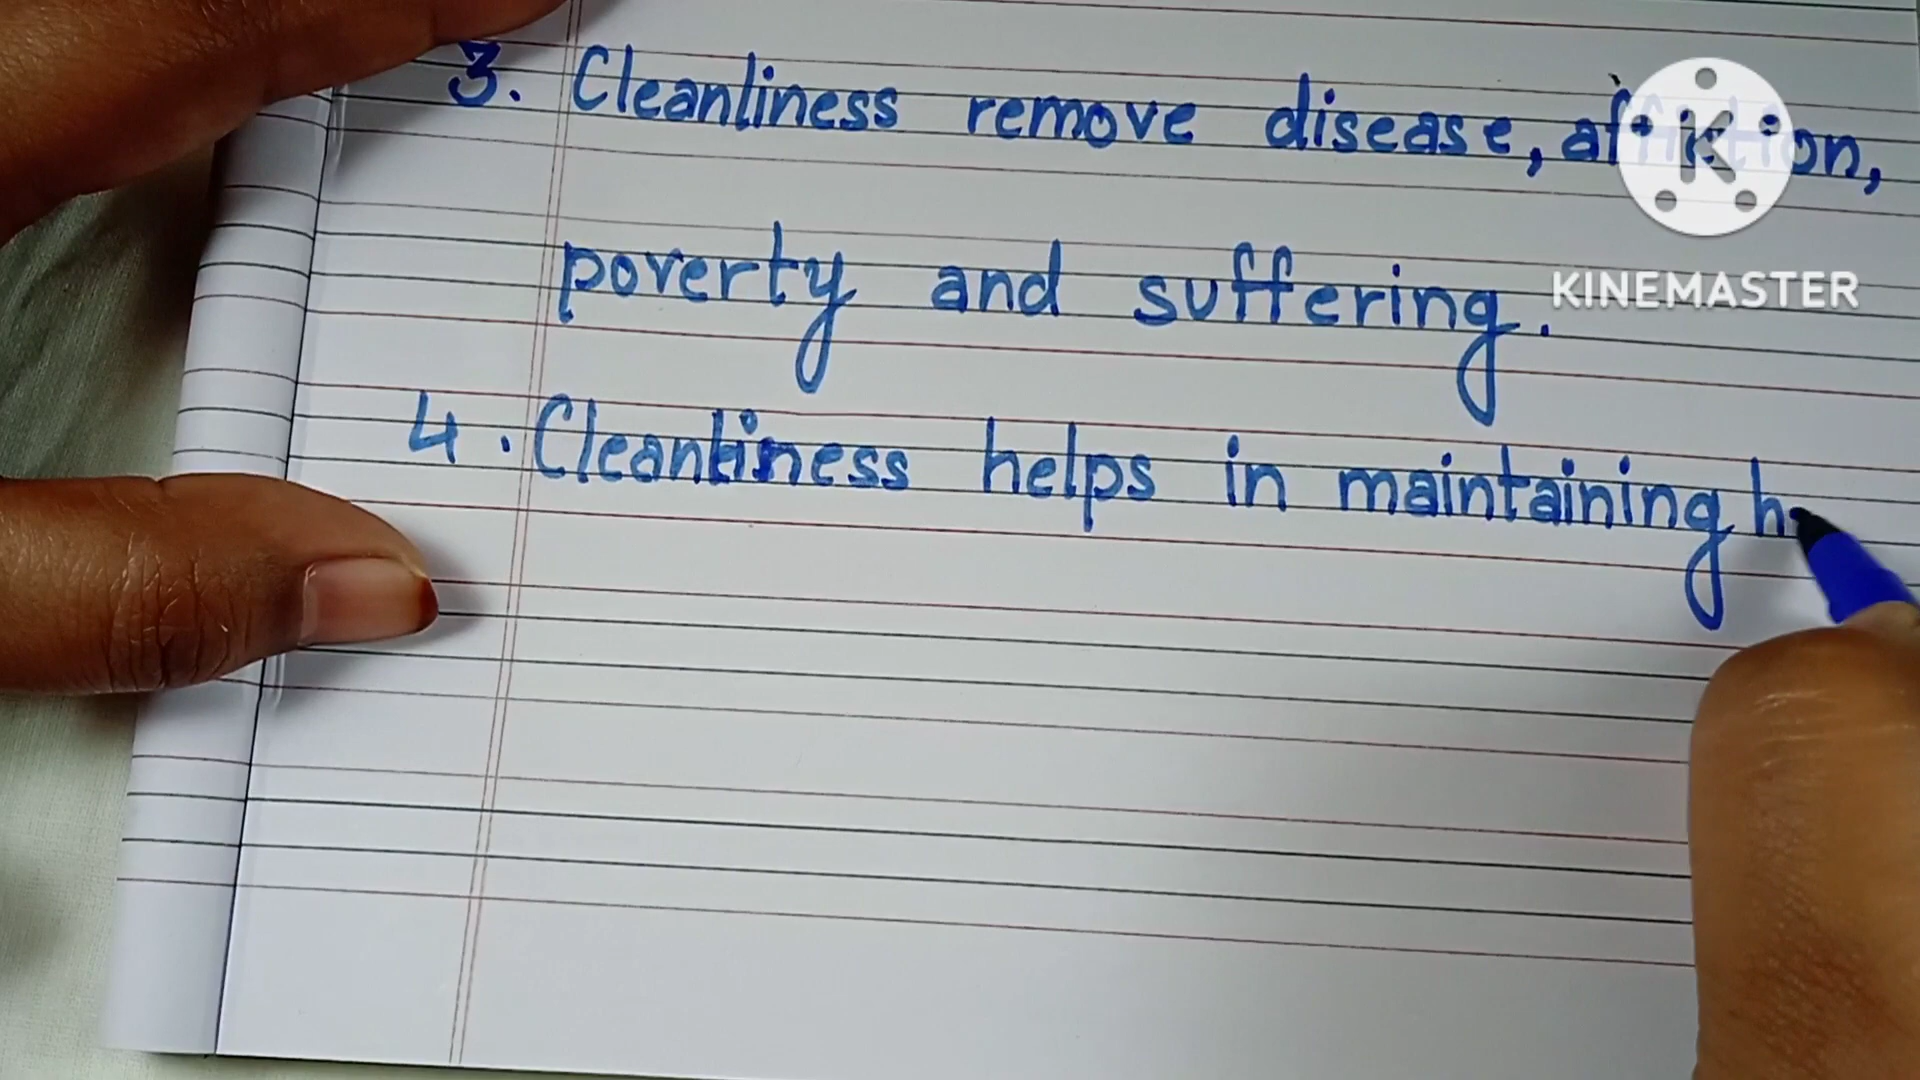 3. Cleanliness remove disease,
poverty and suffering.
4. Cleanliness helps in maintaining
KINEMASTER